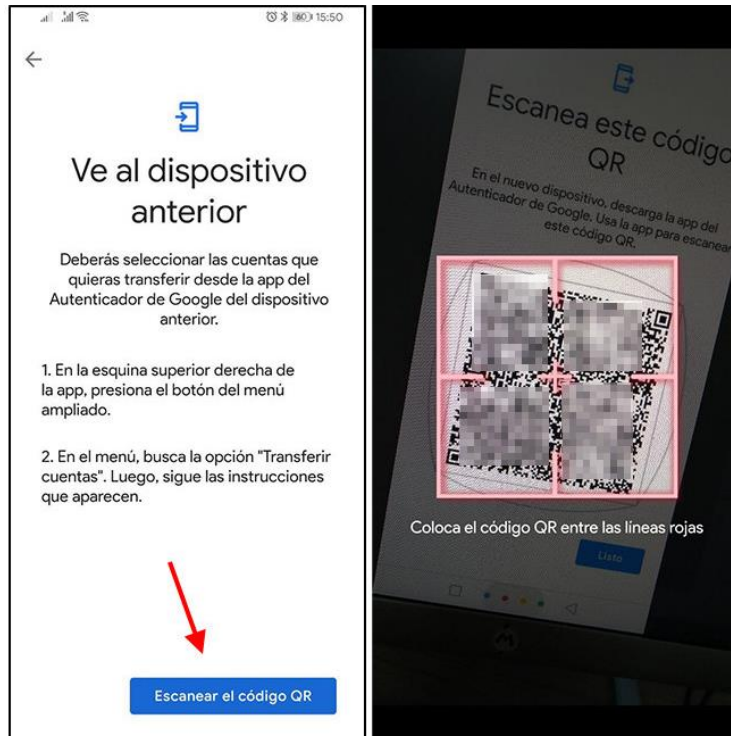 15:50
Ve al dispositivo
anterior
Deberás seleccionar las cuentas que
quieras transferir desde la app del
Autenticador de Google del dispositivo
anterior.
1. En la esquina superior derecha de
la app, presiona el botón del menú
ampliado.
2. En el menú, busca la opción "Transferir
cuentas". Luego, sigue las instrucciones
que aparecen.
Escanear el código QR
Escanea este código
QR
En el nuevo dispositivo, descarga la app del
Autenticador de Google. Usa la app para escanear
este código QR.
Coloca el código QR entre las líneas rojas
Listo